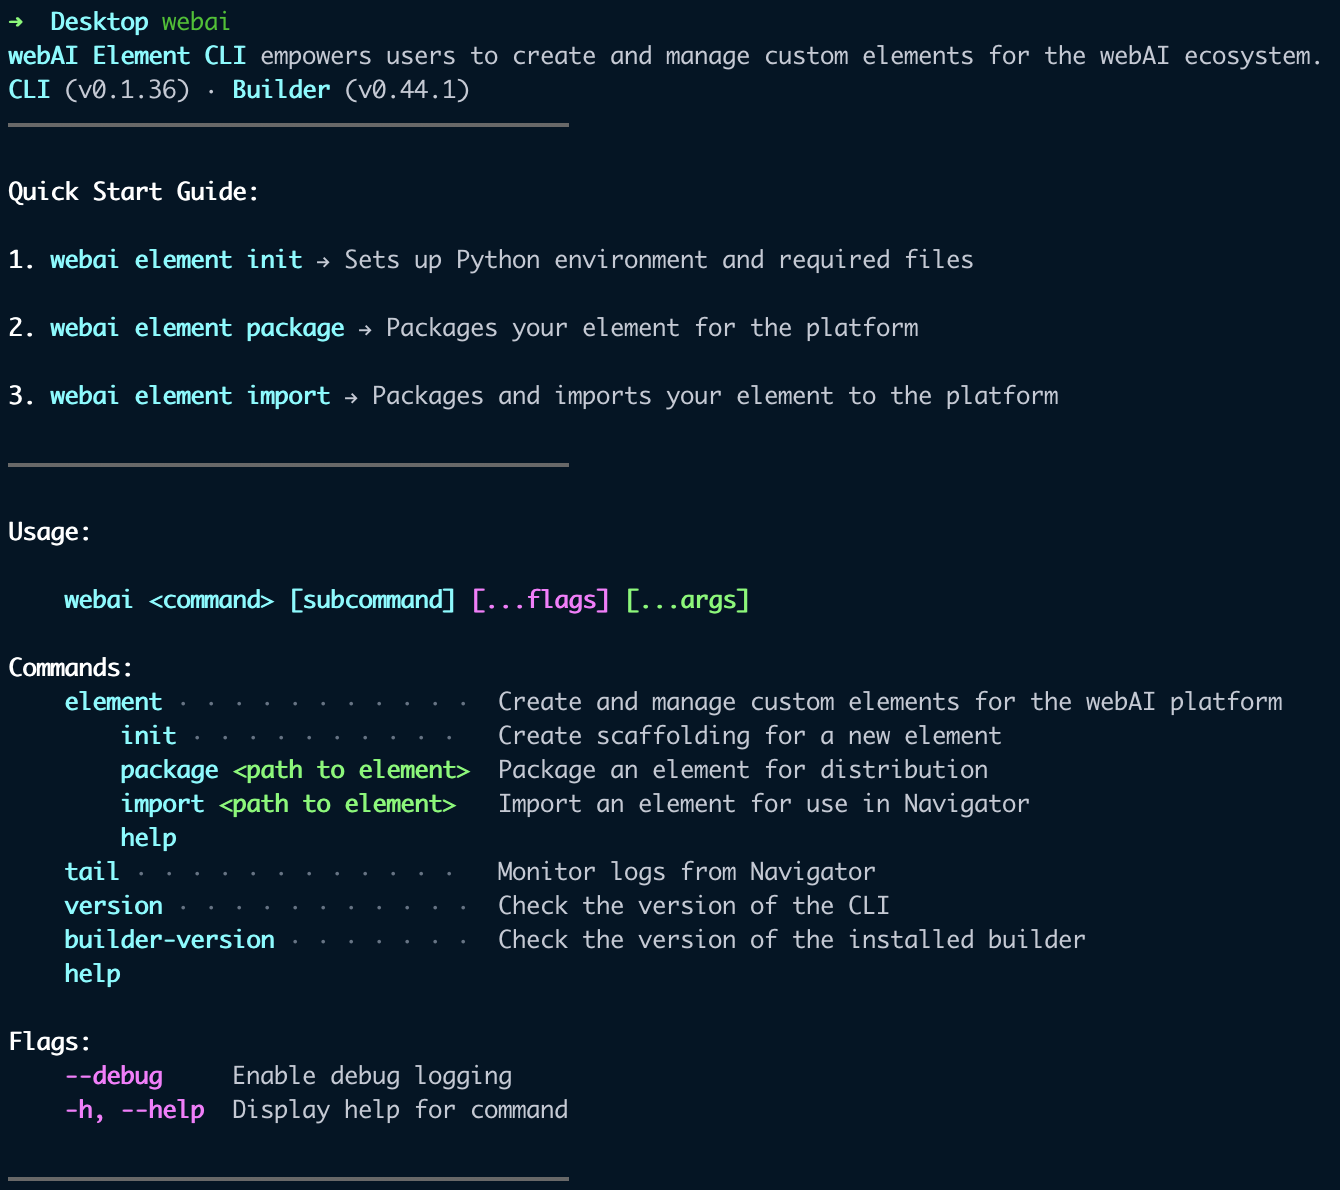 ➜  Desktop webai
webAI Element CLI empowers users to create and manage custom elements for the webAI ecosystem.
CLI (v0.1.36) · Builder (v0.44.1)
Quick Start Guide:
1. webai element init → Sets up Python environment and required files
2. webai element package → Packages your element for the platform
3. webai element import → Packages and imports your element to the platform
Usage:
webai <command> [subcommand] [...flags] [...args]
Commands:
element · · · · · · · · · · · Create and manage custom elements for the webAI platform
init · · · · · · · · · · Create scaffolding for a new element
package <path to element> Package an element for distribution
import <path to element> Import an element for use in Navigator
help
tail · · · · · · · · · · · · Monitor logs from Navigator
version · · · · · · · · · · · Check the version of the CLI
builder-version · · · · · · · Check the version of the installed builder
help
Flags:
--debug Enable debug logging
-h, --help Display help for command